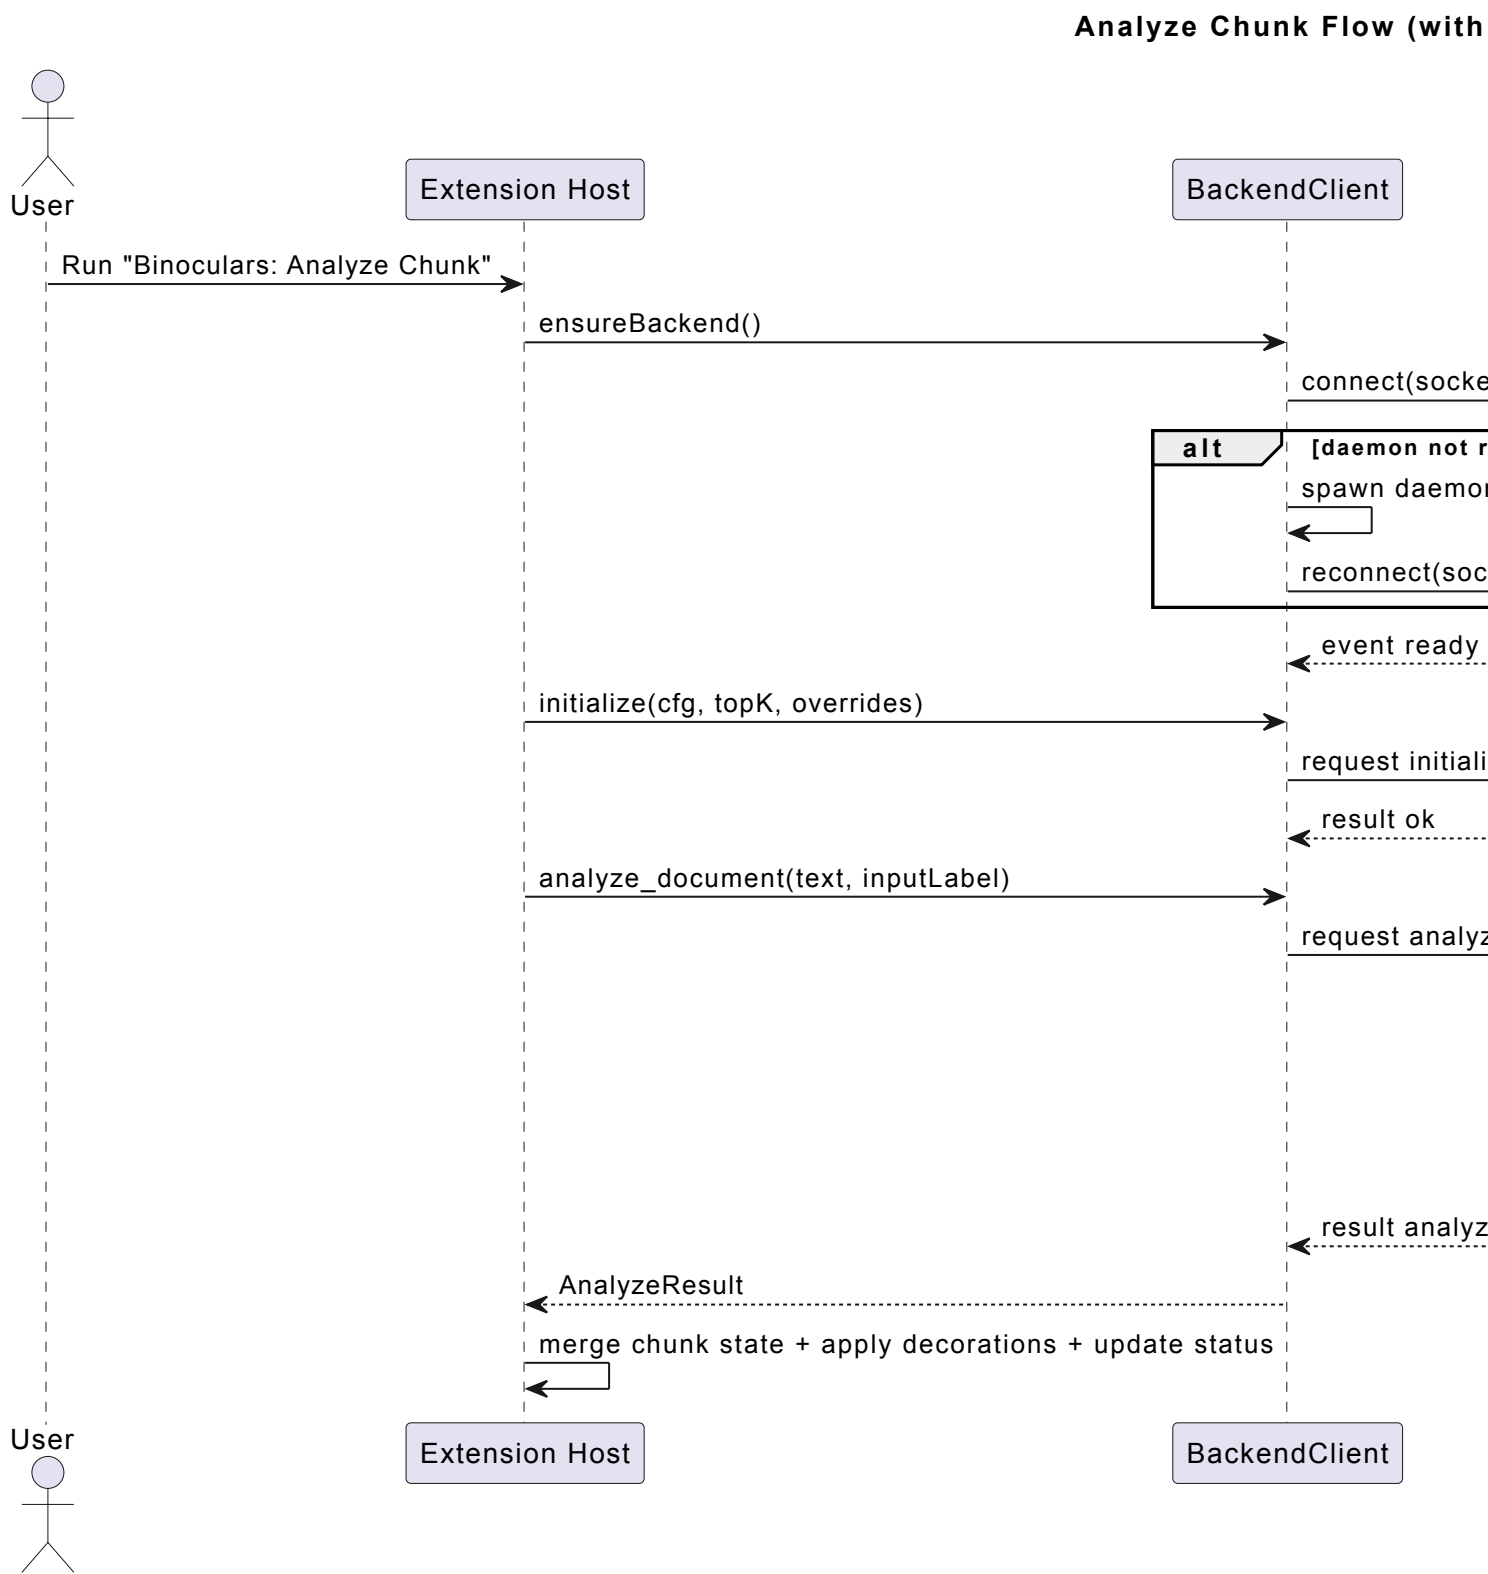 Analyze Chunk Flow (with
User
Extension Host
BackendClient
Run "Binoculars: Analyze Chunk"
ensureBackend()
connect(socke
alt
[daemon not r
spawn daemon
reconnect(soc
event ready
initialize(cfg, topK, overrides)
request initiali
result ok
analyze_document(text, inputLabel)
request analyz
result analyz
AnalyzeResult
merge chunk state + apply decorations + update status
User
Extension Host
BackendClient